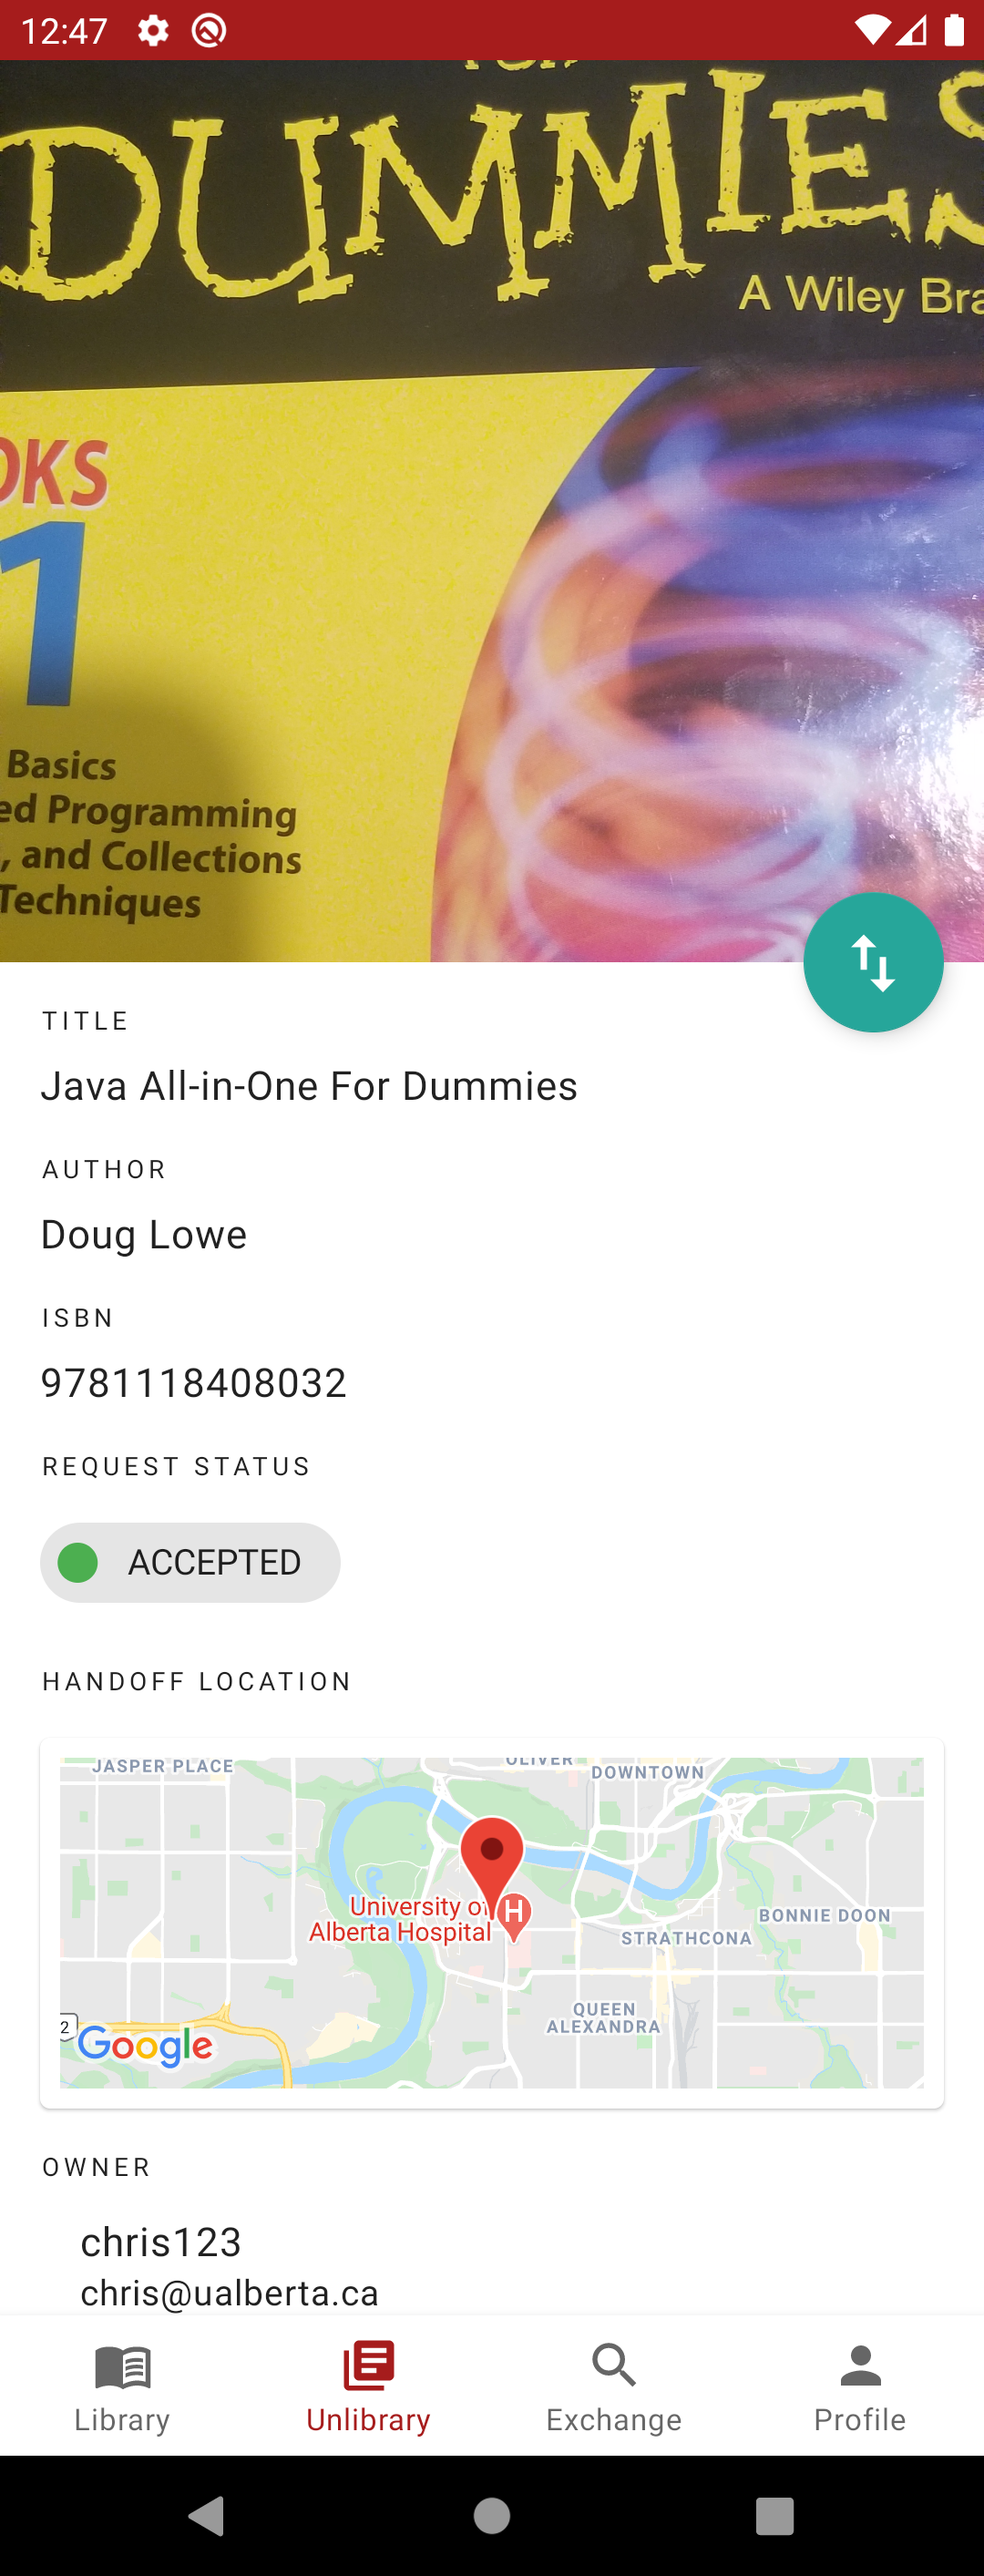 12:47
DUMMIES
A Wiley Bra
OKS
1
Basics
ed Programming
, and Collections
Techniques
TITLE
Java All-in-One For Dummies
AUTHOR
Doug Lowe
ISBN
9781118408032
REQUEST STATUS
ACCEPTED
HANDOFF LOCATION
JASPER PLACE
OLIVER
DOWNTOWN
University of
Alberta Hospital
H
BONNIE DOON
STRATHCONA
QUEEN
ALEXANDRA
2
Google
OWNER
chris123
chris@ualberta.ca
Library
Unlibrary
Exchange
Profile